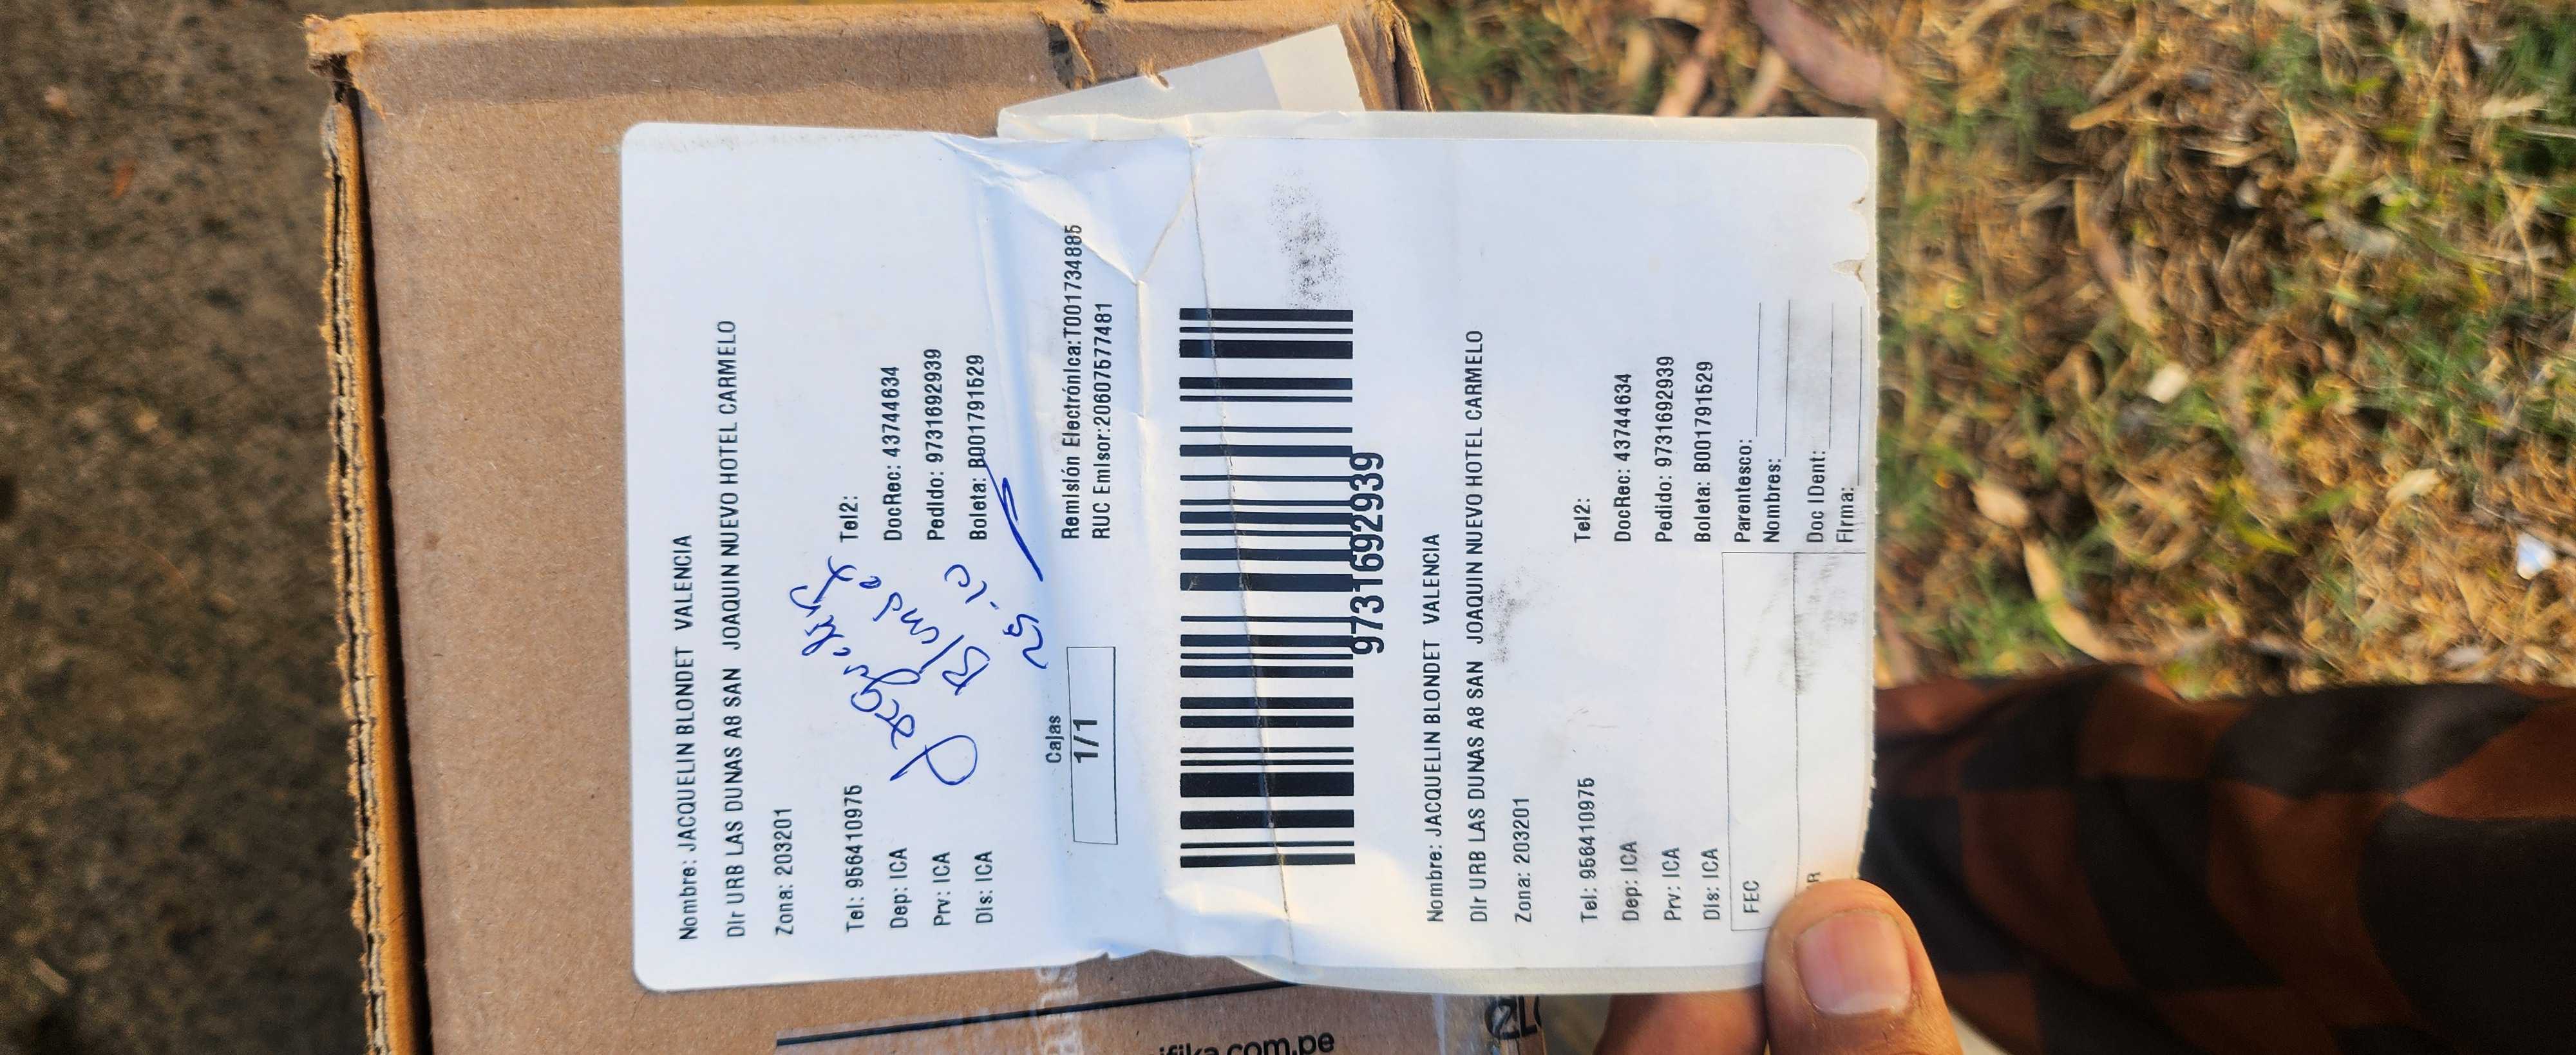 Nombre: JACQUELIN BLONDET VALENCIA
Dir URB LAS DUNAS A8 SAN JOAQUIN NUEVO HOTEL CARMELO
Zona: 203201
Tel: 956410975 Tel2:
Dep: ICA DocRec: 43744634
Prv: ICA Pedido: 9731692939
Dis: ICA Boleta: B001791529
Jacquelin
Blondet
Cajas
1/1
Remisión Electrónica:T001734885
RUC Emisor:20607577481
9731692939
Nombre: JACQUELIN BLONDET VALENCIA
Dir URB LAS DUNAS A8 SAN JOAQUIN NUEVO HOTEL CARMELO
Zona: 203201
Tel: 956410975 Tel2:
Dep: ICA DocRec: 43744634
Prv: ICA Pedido: 9731692939
Dis: ICA Boleta: B001791529
FEC
Parentesco:
Nombres:
Doc IDent:
Firma:
ifika.com.pe